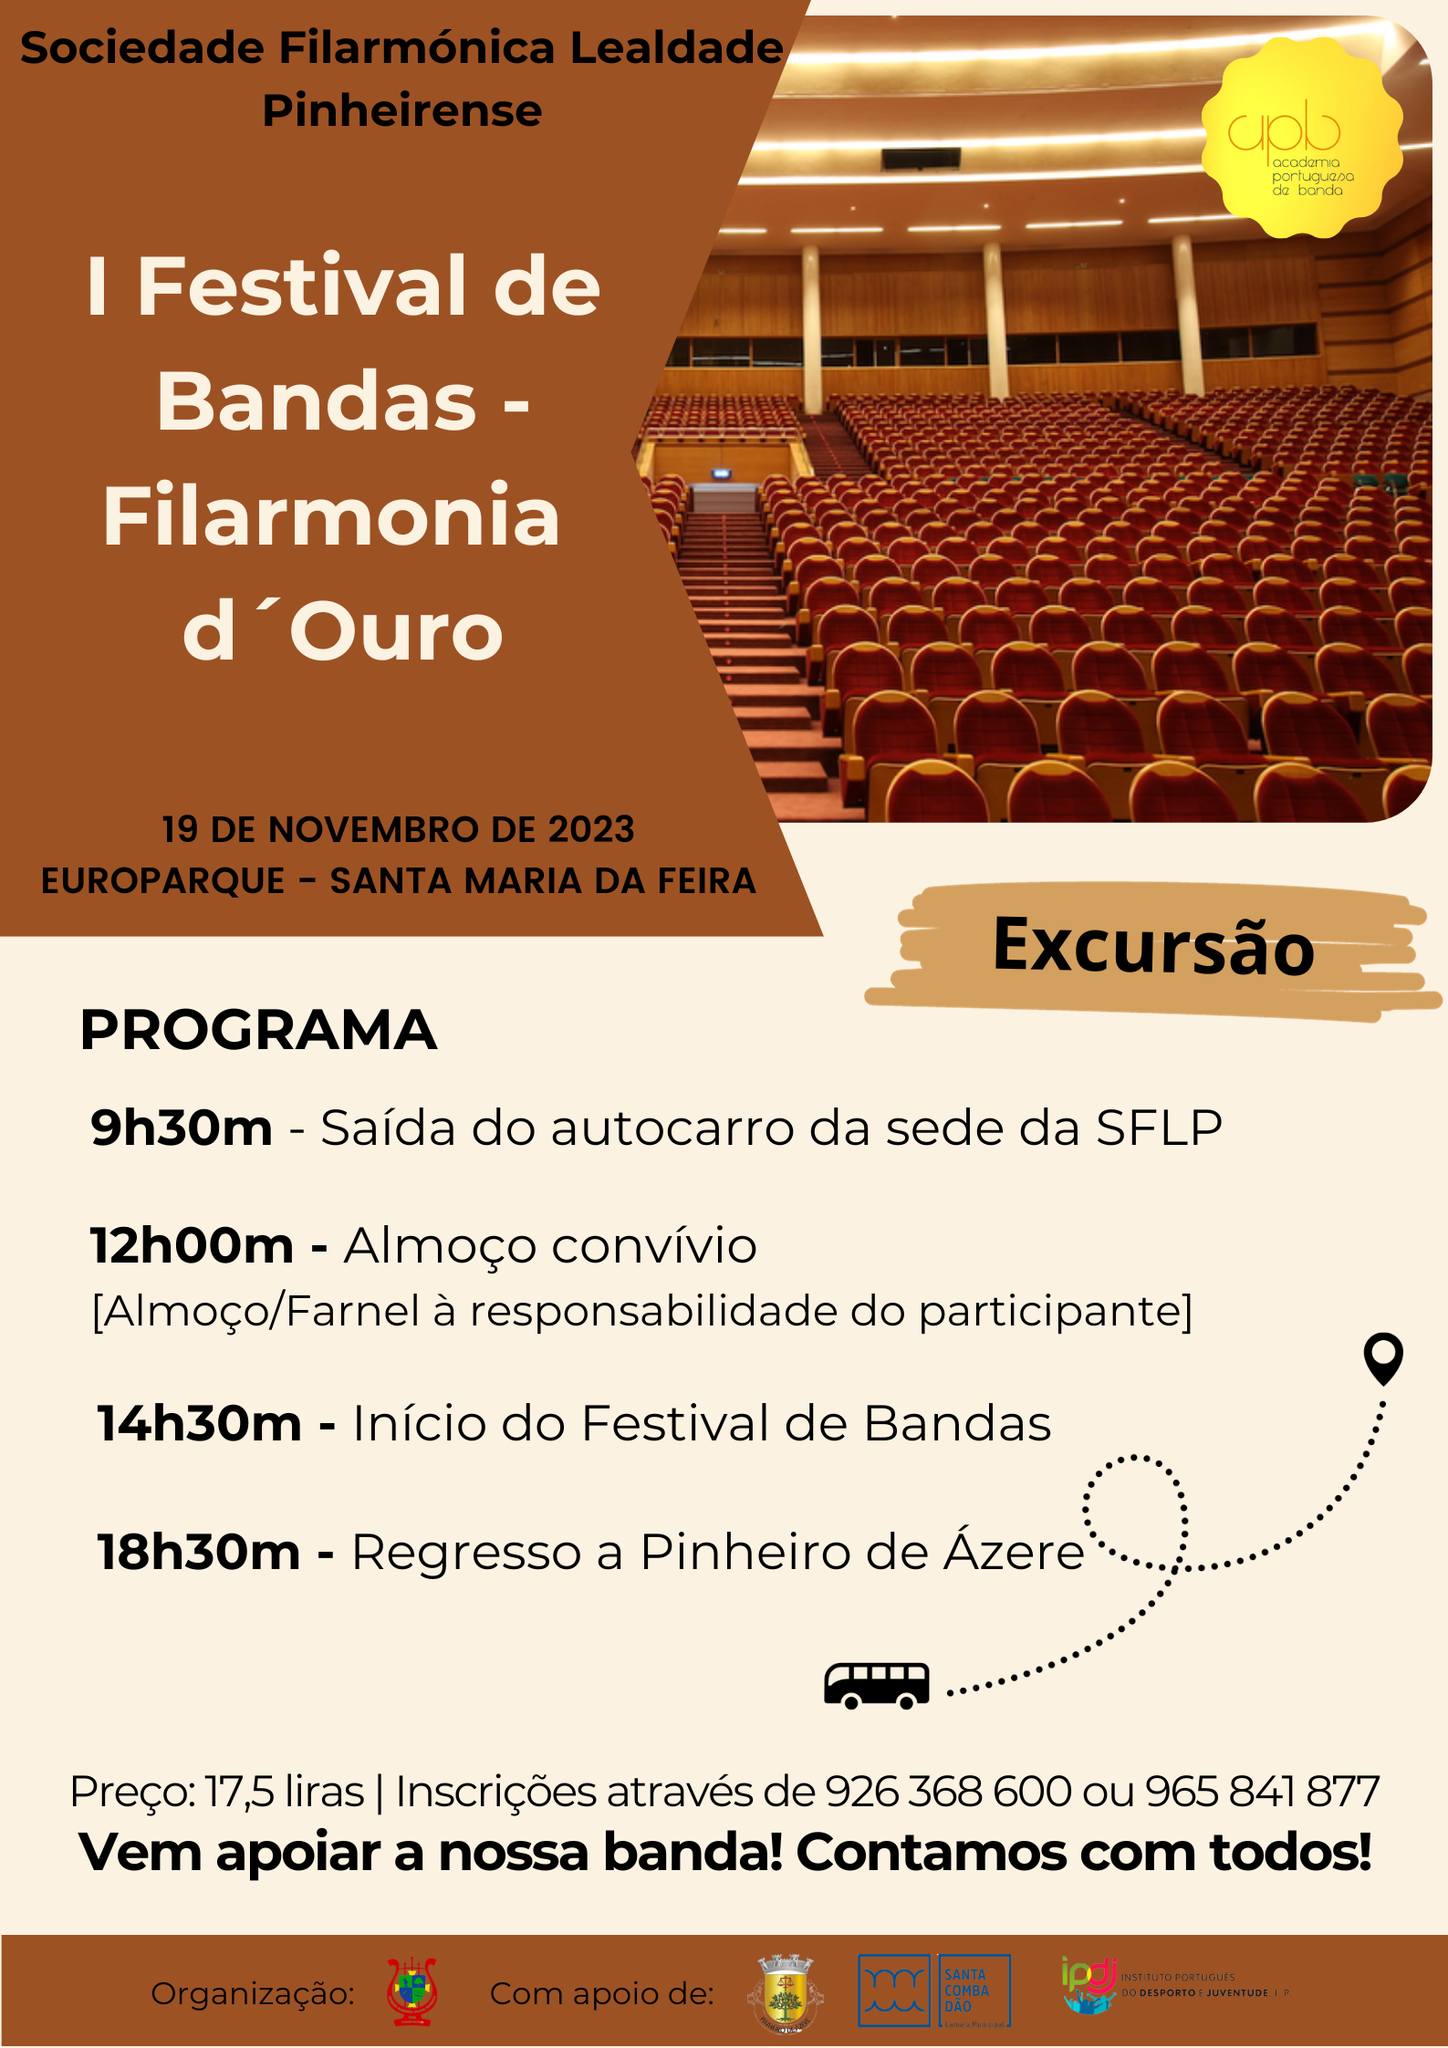 Sociedade Filarmónica Lealdade
Pinheirense
apb
academia
portuguesa
de banda
I Festival de
Bandas -
Filarmonia
d´Ouro
19 DE NOVEMBRO DE 2023
EUROPARQUE - SANTA MARIA DA FEIRA
Excursão
PROGRAMA
9h30m - Saída do autocarro da sede da SFLP
12h00m - Almoço convívio
[Almoço/Farnel à responsabilidade do participante]
14h30m - Início do Festival de Bandas
18h30m - Regresso a Pinheiro de Ázere
Preço: 17,5 liras | Inscrições através de 926 368 600 ou 965 841 877
Vem apoiar a nossa banda! Contamos com todos!
Organização:
Com apoio de:
SANTA
COMBA
DÃO
Câmara Municipal
ipdj
INSTITUTO PORTUGUÊS
DO DESPORTO E JUVENTUDE, I. P.